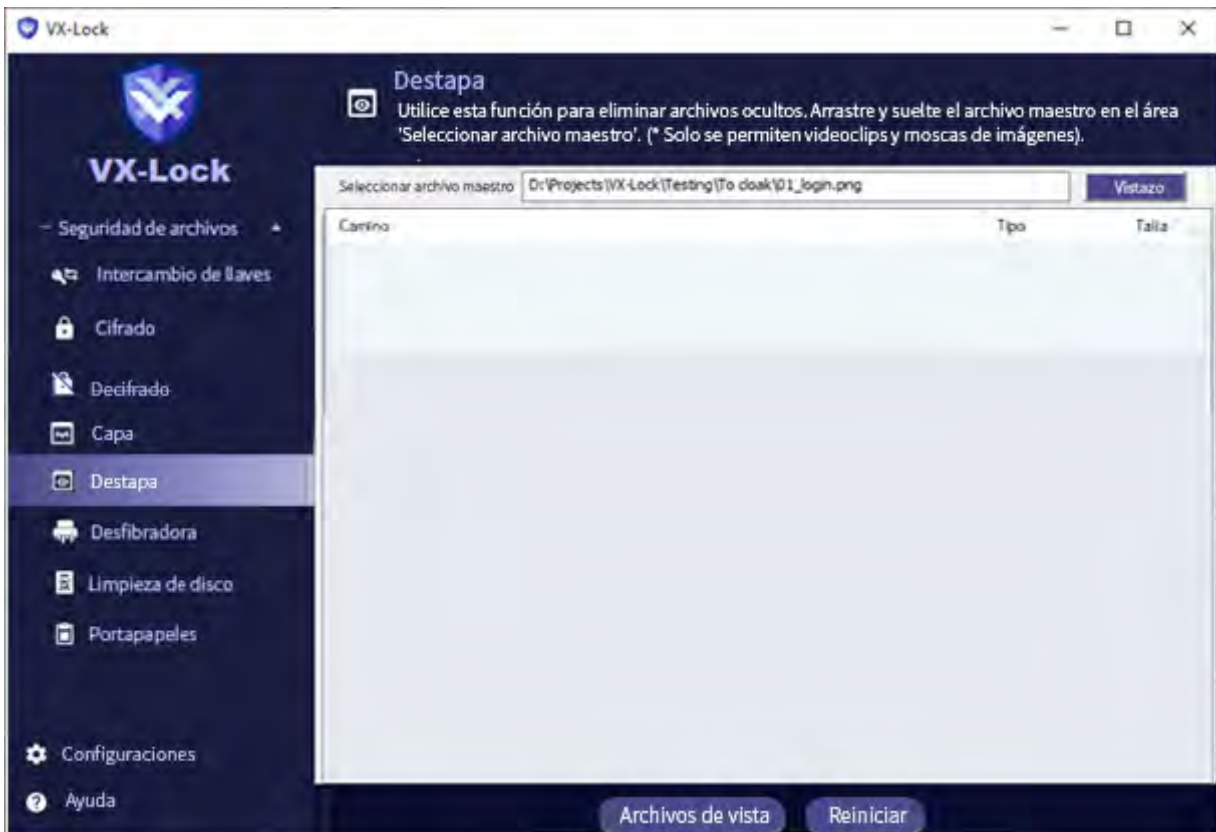 VX-Lock
VX-Lock
Seguridad de archivos
Intercambio de llaves
Cifrado
Decifrado
Capa
Destapa
Desfibradora
Limpieza de disco
Portapapeles
Configuraciones
Ayuda
Destapa
Utilice esta función para eliminar archivos ocultos. Arrastre y suelte el archivo maestro en el área
'Seleccionar archivo maestro'. (* Solo se permiten videoclips y moscas de imágenes).
Seleccionar archivo maestro D:\Projects\VX-Lock\Testing\To cloak\01_login.png Vistazo
Camino Tipo Talla
Archivos de vista Reiniciar